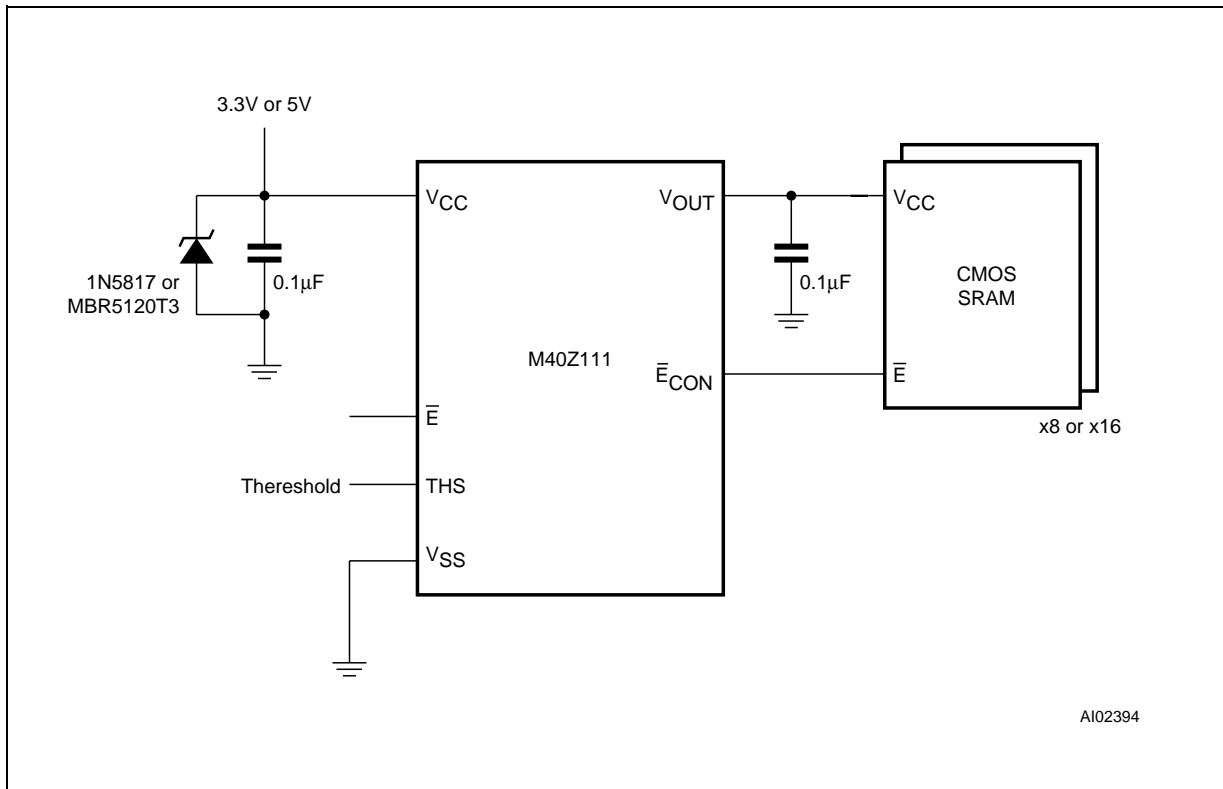 3.3V or 5V
VCC
VOUT
VCC
1N5817 or
MBR5120T3
0.1μF
0.1μF
CMOS
SRAM
M40Z111
E̅CON
E̅
E̅
x8 or x16
Thereshold
THS
VSS
AI02394